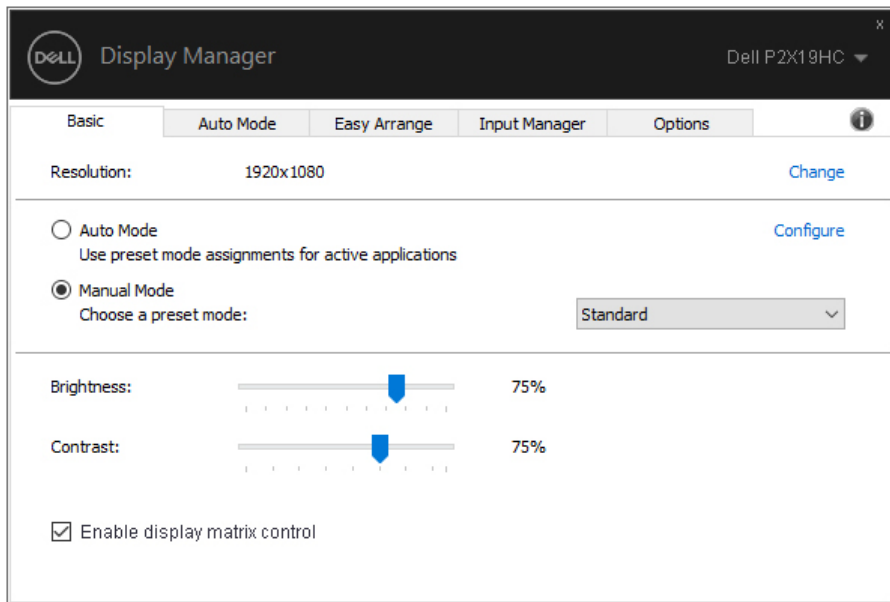 x
DELL Display Manager Dell P2X19HC
Basic Auto Mode Easy Arrange Input Manager Options i
Resolution: 1920x1080 Change
Auto Mode Configure
Use preset mode assignments for active applications
Manual Mode
Choose a preset mode: Standard
Brightness: 75%
Contrast: 75%
Enable display matrix control